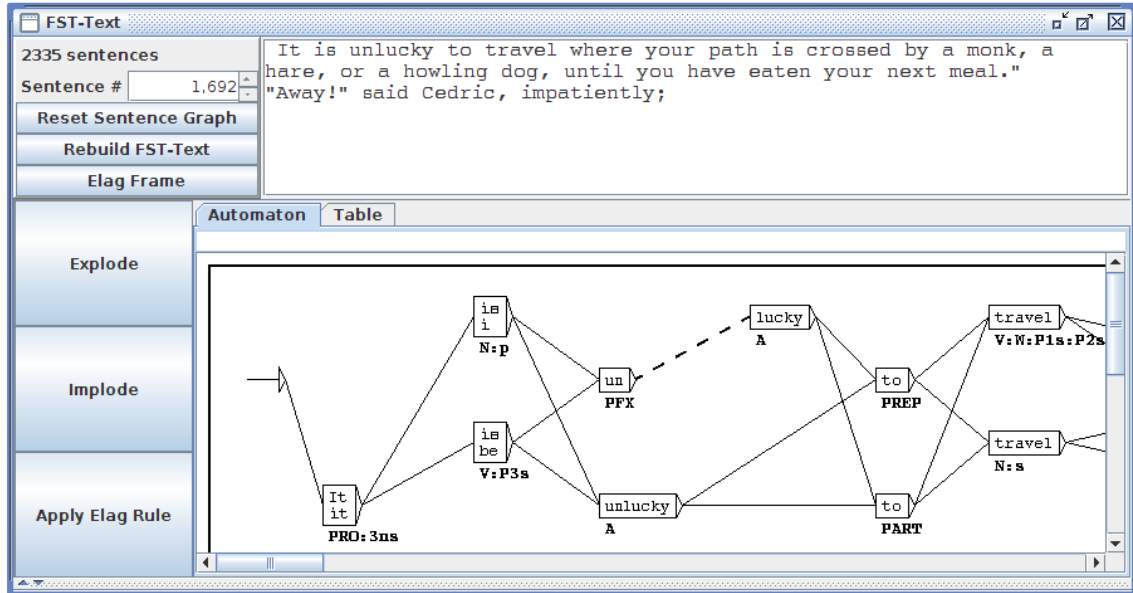 FST-Text
2335 sentences
Sentence # 1,692
Reset Sentence Graph
Rebuild FST-Text
Elag Frame
It is unlucky to travel where your path is crossed by a monk, a
hare, or a howling dog, until you have eaten your next meal."
"Away!" said Cedric, impatiently;
Explode
Implode
Apply Elag Rule
Automaton Table
is
i
N:p
lucky
A
travel
V:W:P1s:P2s
un
PFX
to
PREP
is
be
V:P3s
travel
N:s
It
it
PRO:3ns
unlucky
A
to
PART